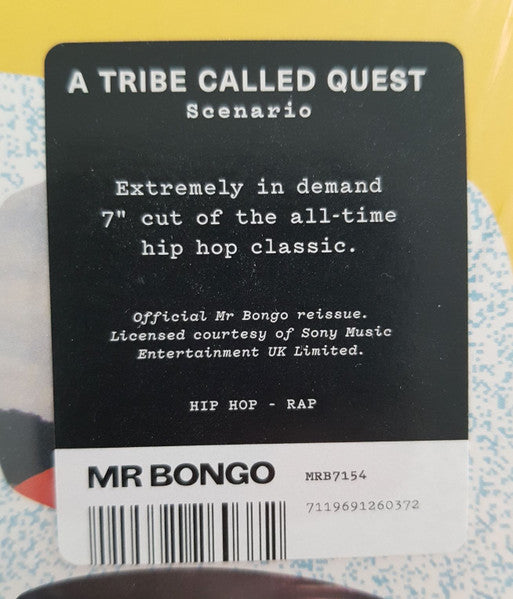 A TRIBE CALLED QUEST
Scenario
Extremely in demand
7" cut of the all-time
hip hop classic.
Official Mr Bongo reissue.
Licensed courtesy of Sony Music
Entertainment UK Limited.
HIP HOP - RAP
MR BONGO
MRB7154
7119691260372